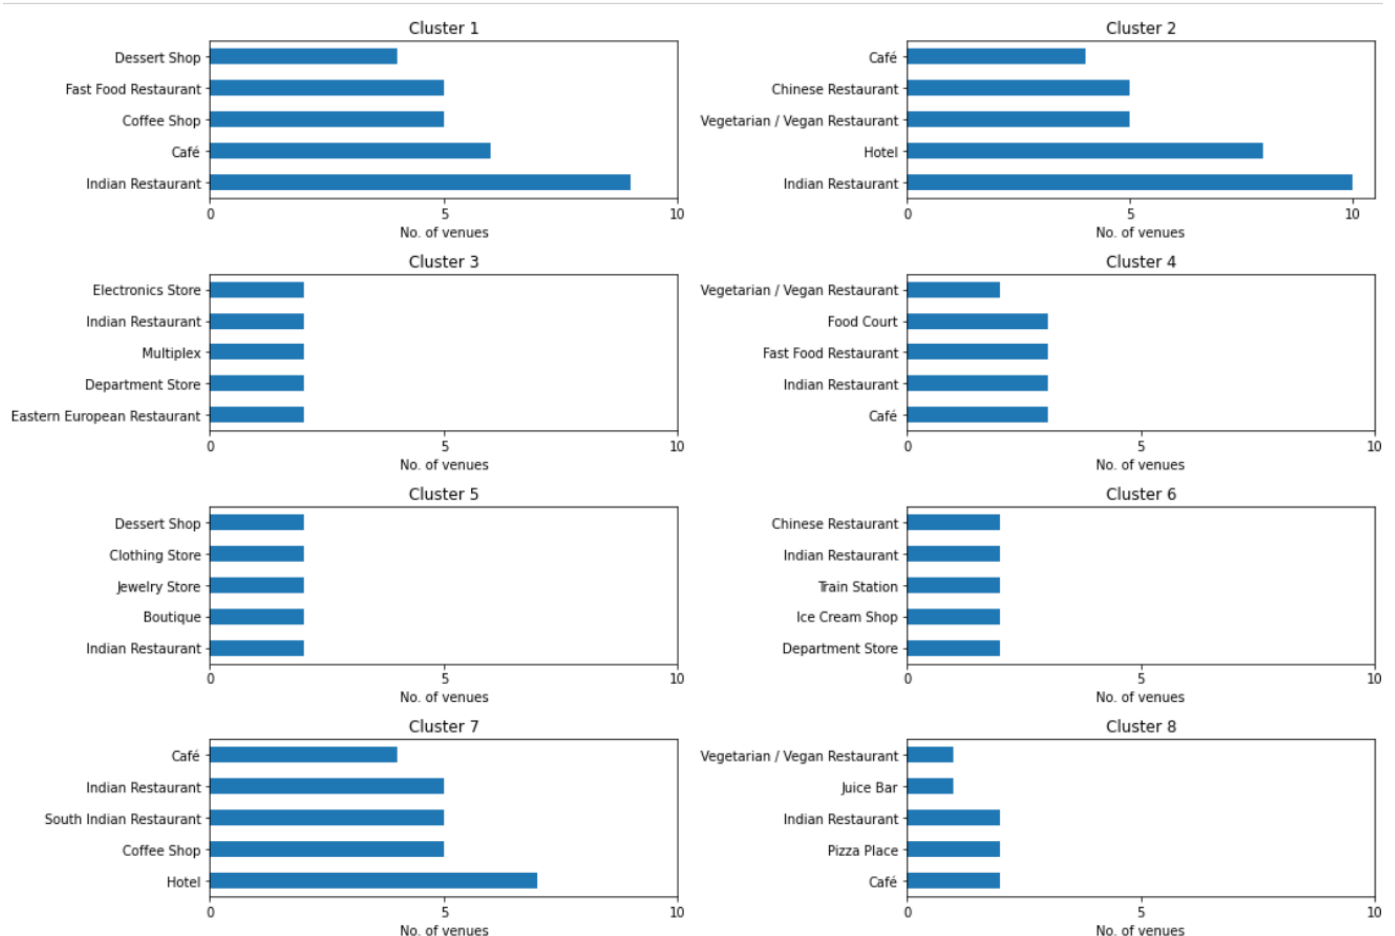 Cluster 1
Dessert Shop
Fast Food Restaurant
Coffee Shop
Café
Indian Restaurant
0 5 10
No. of venues
Cluster 2
Café
Chinese Restaurant
Vegetarian / Vegan Restaurant
Hotel
Indian Restaurant
0 5 10
No. of venues
Cluster 3
Electronics Store
Indian Restaurant
Multiplex
Department Store
Eastern European Restaurant
0 5 10
No. of venues
Cluster 4
Vegetarian / Vegan Restaurant
Food Court
Fast Food Restaurant
Indian Restaurant
Café
0 5 10
No. of venues
Cluster 5
Dessert Shop
Clothing Store
Jewelry Store
Boutique
Indian Restaurant
0 5 10
No. of venues
Cluster 6
Chinese Restaurant
Indian Restaurant
Train Station
Ice Cream Shop
Department Store
0 5 10
No. of venues
Cluster 7
Café
Indian Restaurant
South Indian Restaurant
Coffee Shop
Hotel
0 5 10
No. of venues
Cluster 8
Vegetarian / Vegan Restaurant
Juice Bar
Indian Restaurant
Pizza Place
Café
0 5 10
No. of venues